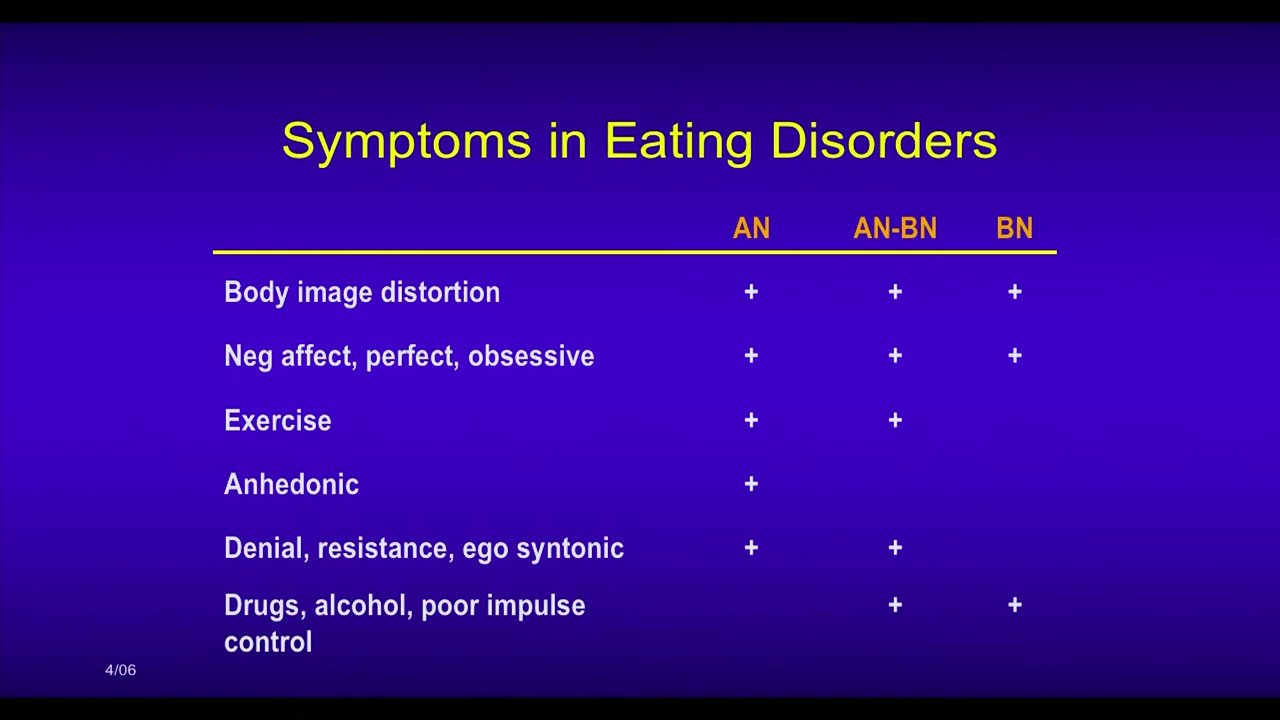 Symptoms in Eating Disorders
AN AN-BN BN
Body image distortion + + +
Neg affect, perfect, obsessive + + +
Exercise + +
Anhedonic +
Denial, resistance, ego syntonic + +
Drugs, alcohol, poor impulse + +
control
4/06